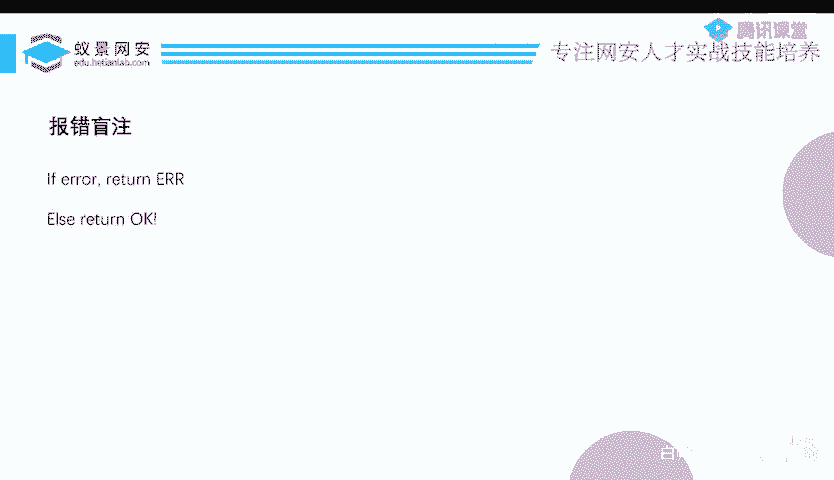 蚁景网安
edu.hetianlab.com
腾讯课堂
专注网安人才实战技能培养
报错盲注
If error, return ERR
Else return OK!